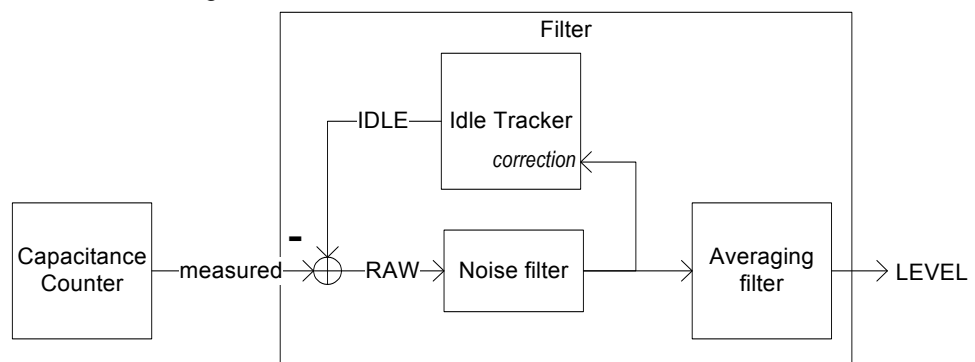 Filter
IDLE
Idle Tracker
correction
-
Capacitance
Counter
measured
RAW
Noise filter
Averaging
filter
LEVEL